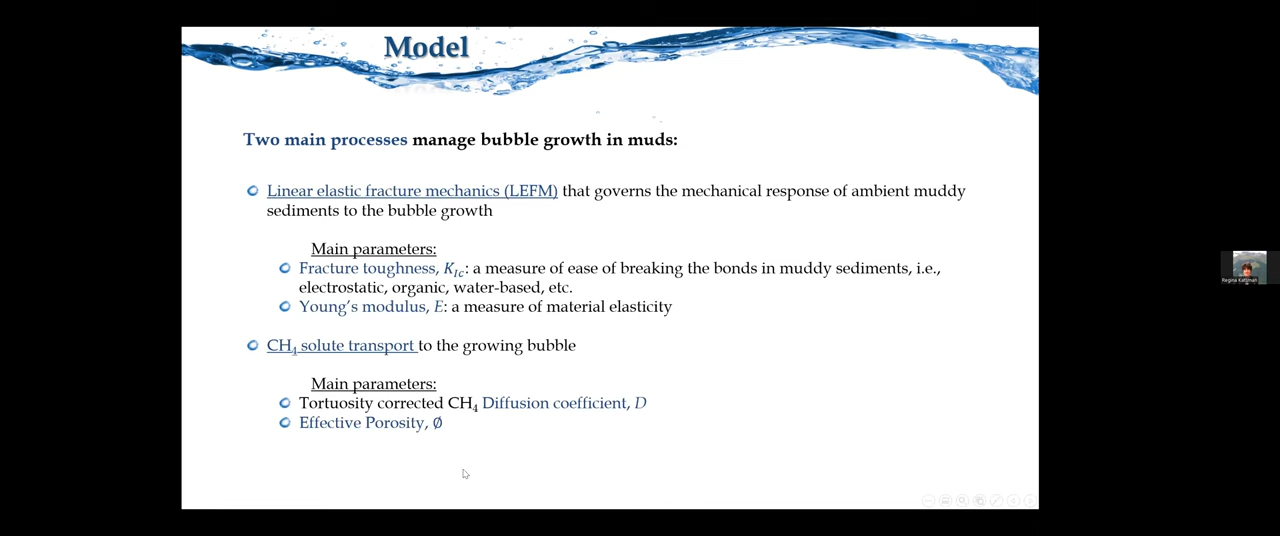 Model
Two main processes manage bubble growth in muds:
Linear elastic fracture mechanics (LEFM) that governs the mechanical response of ambient muddy
sediments to the bubble growth
Main parameters:
Fracture toughness, K_Ic: a measure of ease of breaking the bonds in muddy sediments, i.e.,
electrostatic, organic, water-based, etc.
Young's modulus, E: a measure of material elasticity
CH₄ solute transport to the growing bubble
Main parameters:
Tortuosity corrected CH₄ Diffusion coefficient, D
Effective Porosity, ∅
Regina Katsman